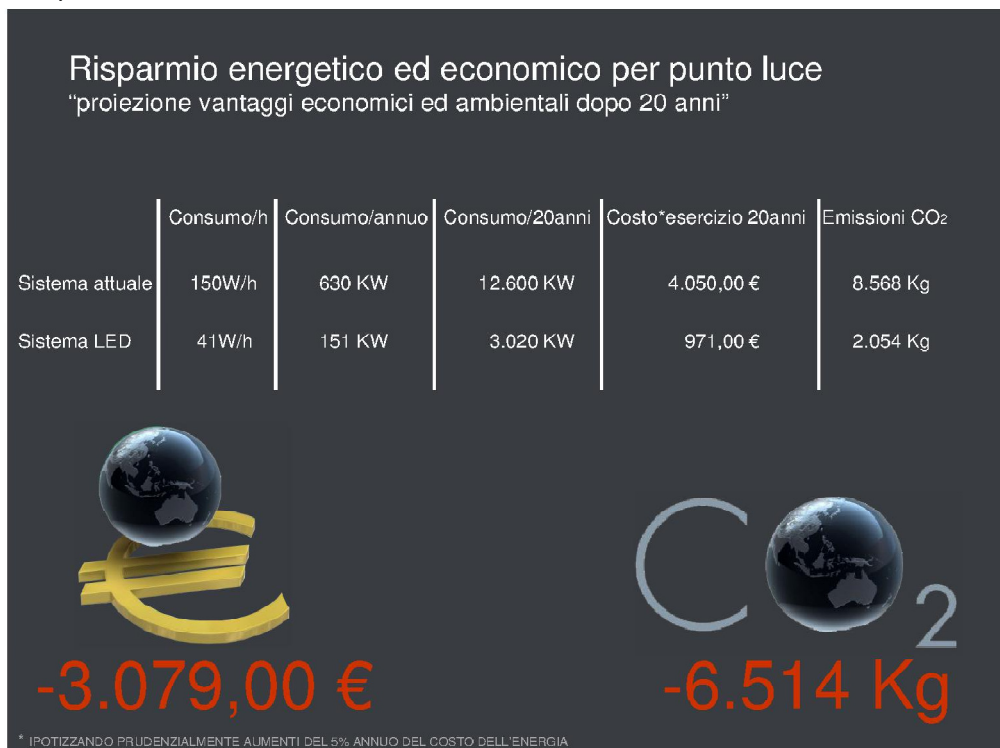 Risparmio energetico ed economico per punto luce
“proiezione vantaggi economici ed ambientali dopo 20 anni”
Consumo/h Consumo/annuo Consumo/20anni Costo*esercizio 20anni Emissioni CO2
Sistema attuale 150W/h 630 KW 12.600 KW 4.050,00 € 8.568 Kg
Sistema LED 41W/h 151 KW 3.020 KW 971,00 € 2.054 Kg
€ CO2
-3.079,00 € -6.514 Kg
* IPOTIZZANDO PRUDENZIALMENTE AUMENTI DEL 5% ANNUO DEL COSTO DELL'ENERGIA